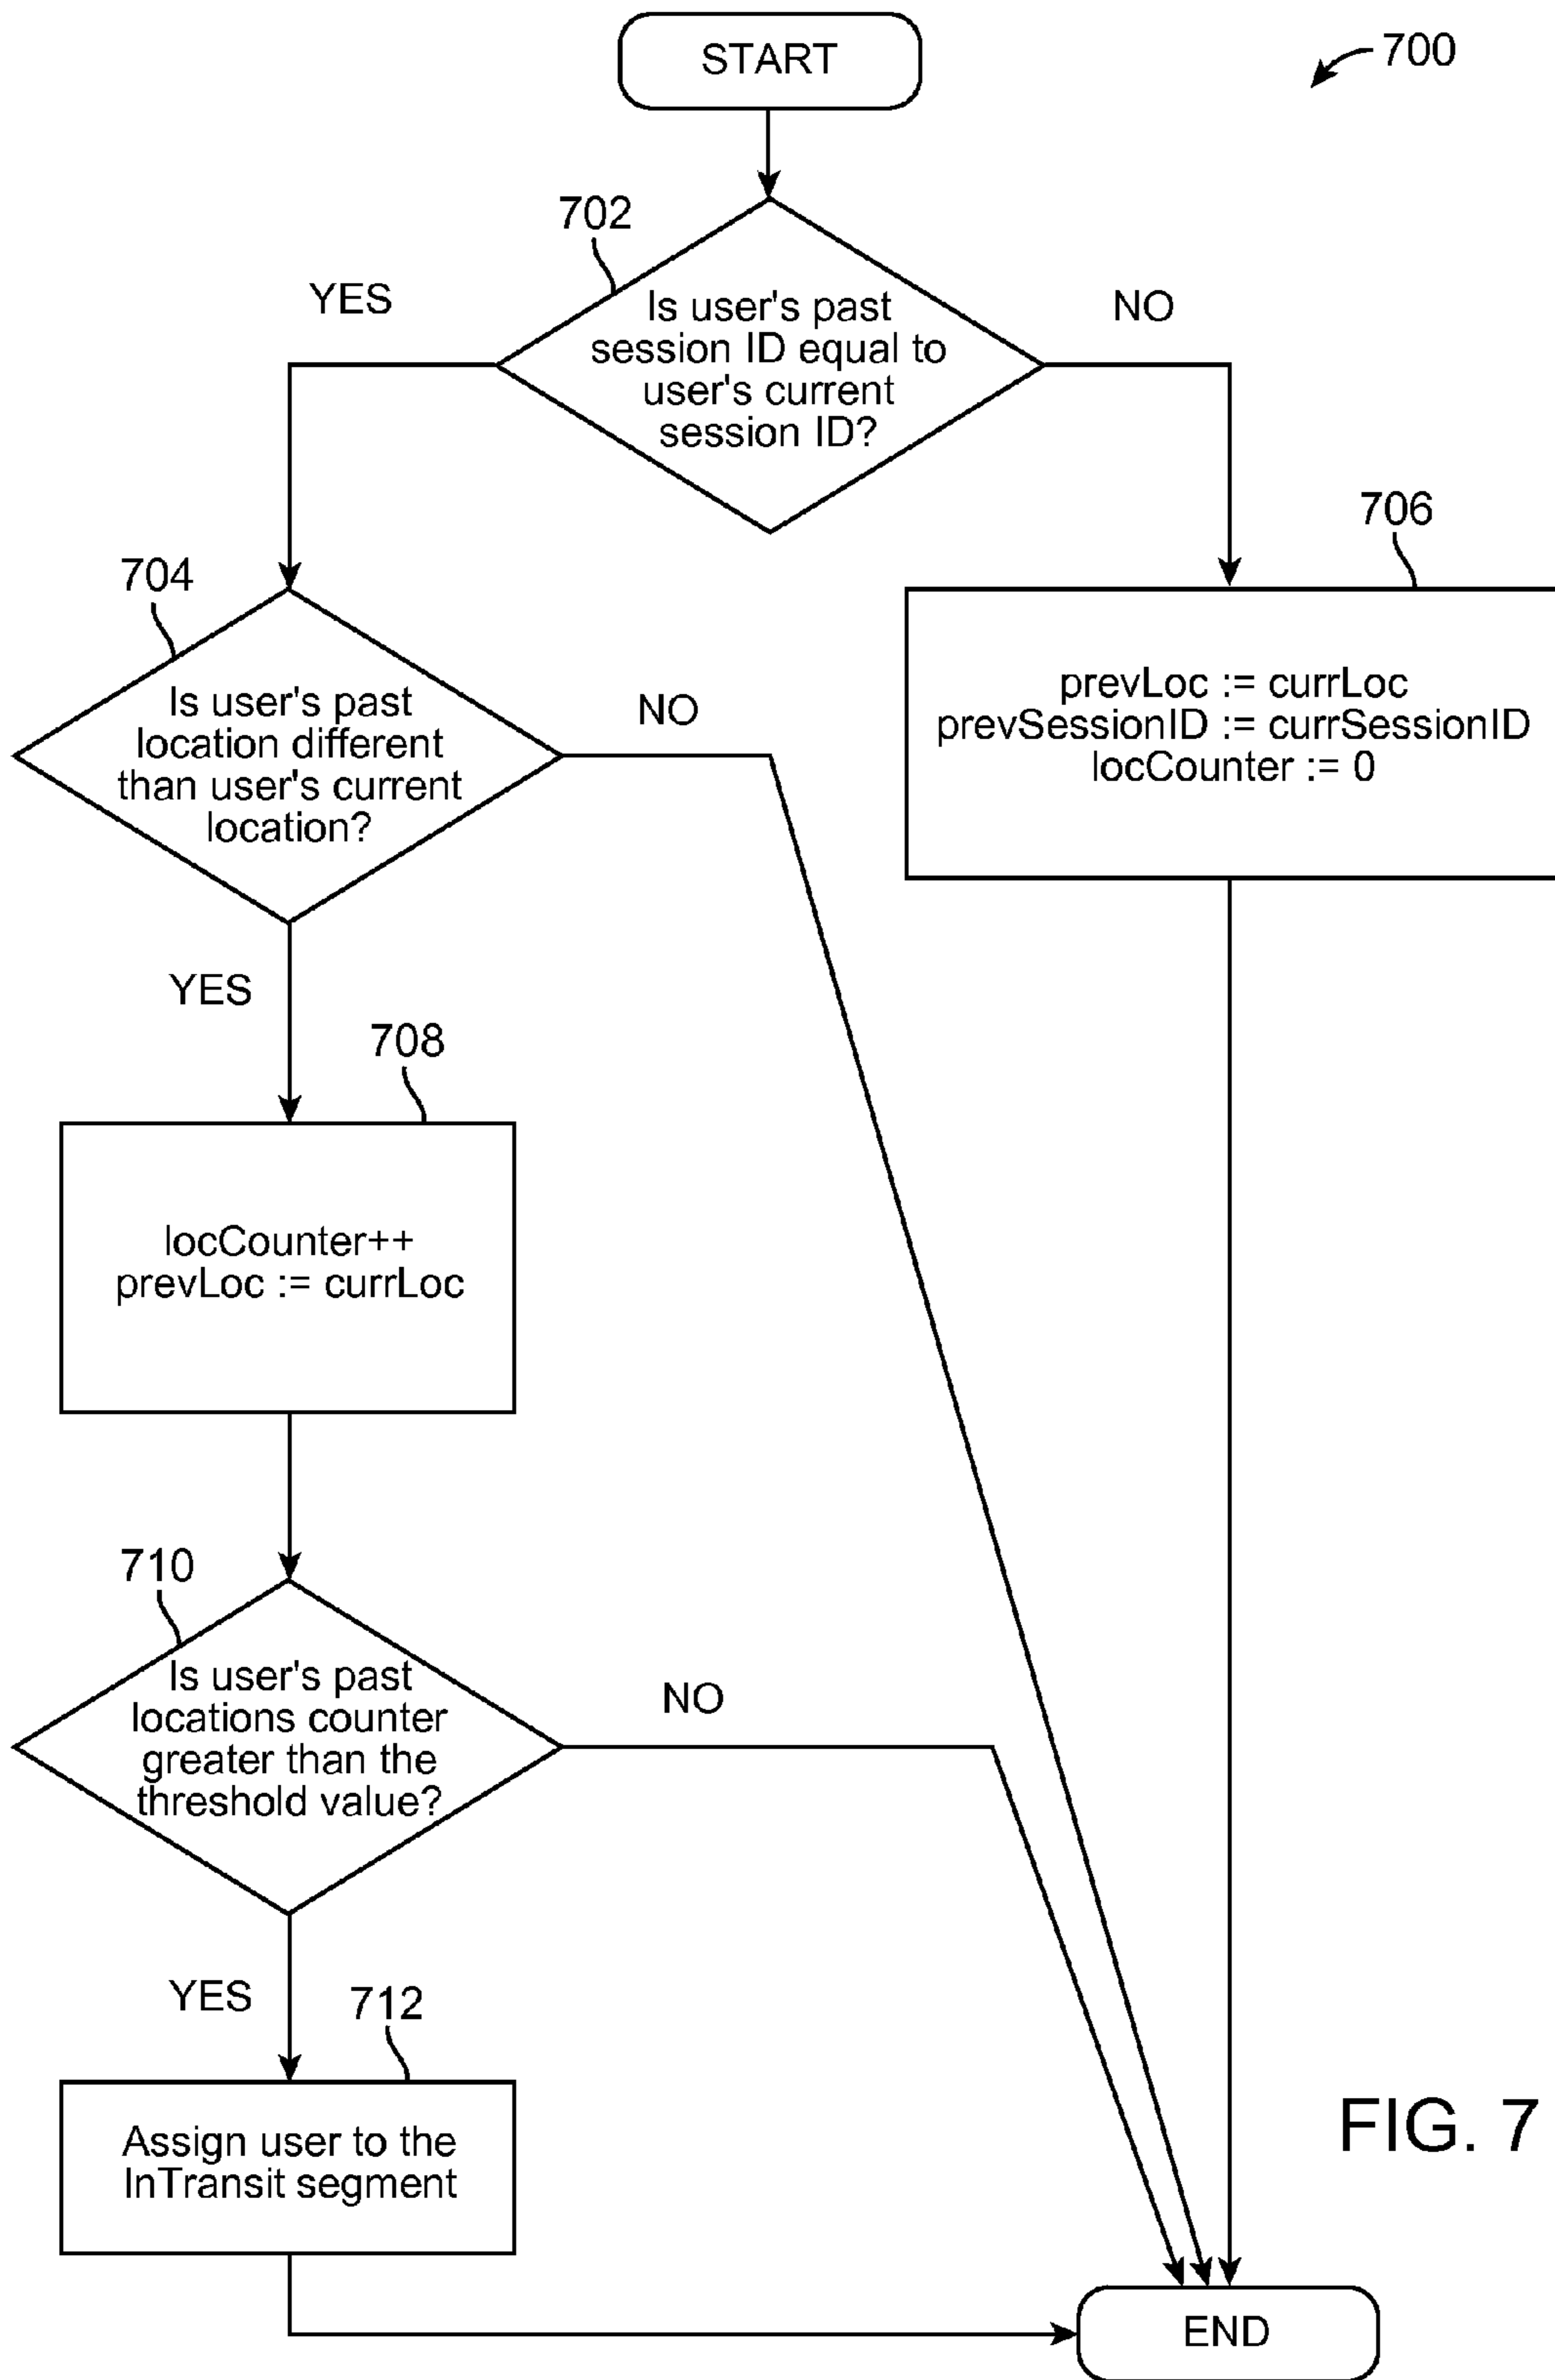 START
700
702
YES
Is user's past
session ID equal to
user's current
session ID?
NO
706
prevLoc := currLoc
prevSessionID := currSessionID
locCounter := 0
704
Is user's past
location different
than user's current
location?
NO
YES
708
locCounter++
prevLoc := currLoc
710
Is user's past
locations counter
greater than the
threshold value?
NO
YES
712
Assign user to the
InTransit segment
FIG. 7
END